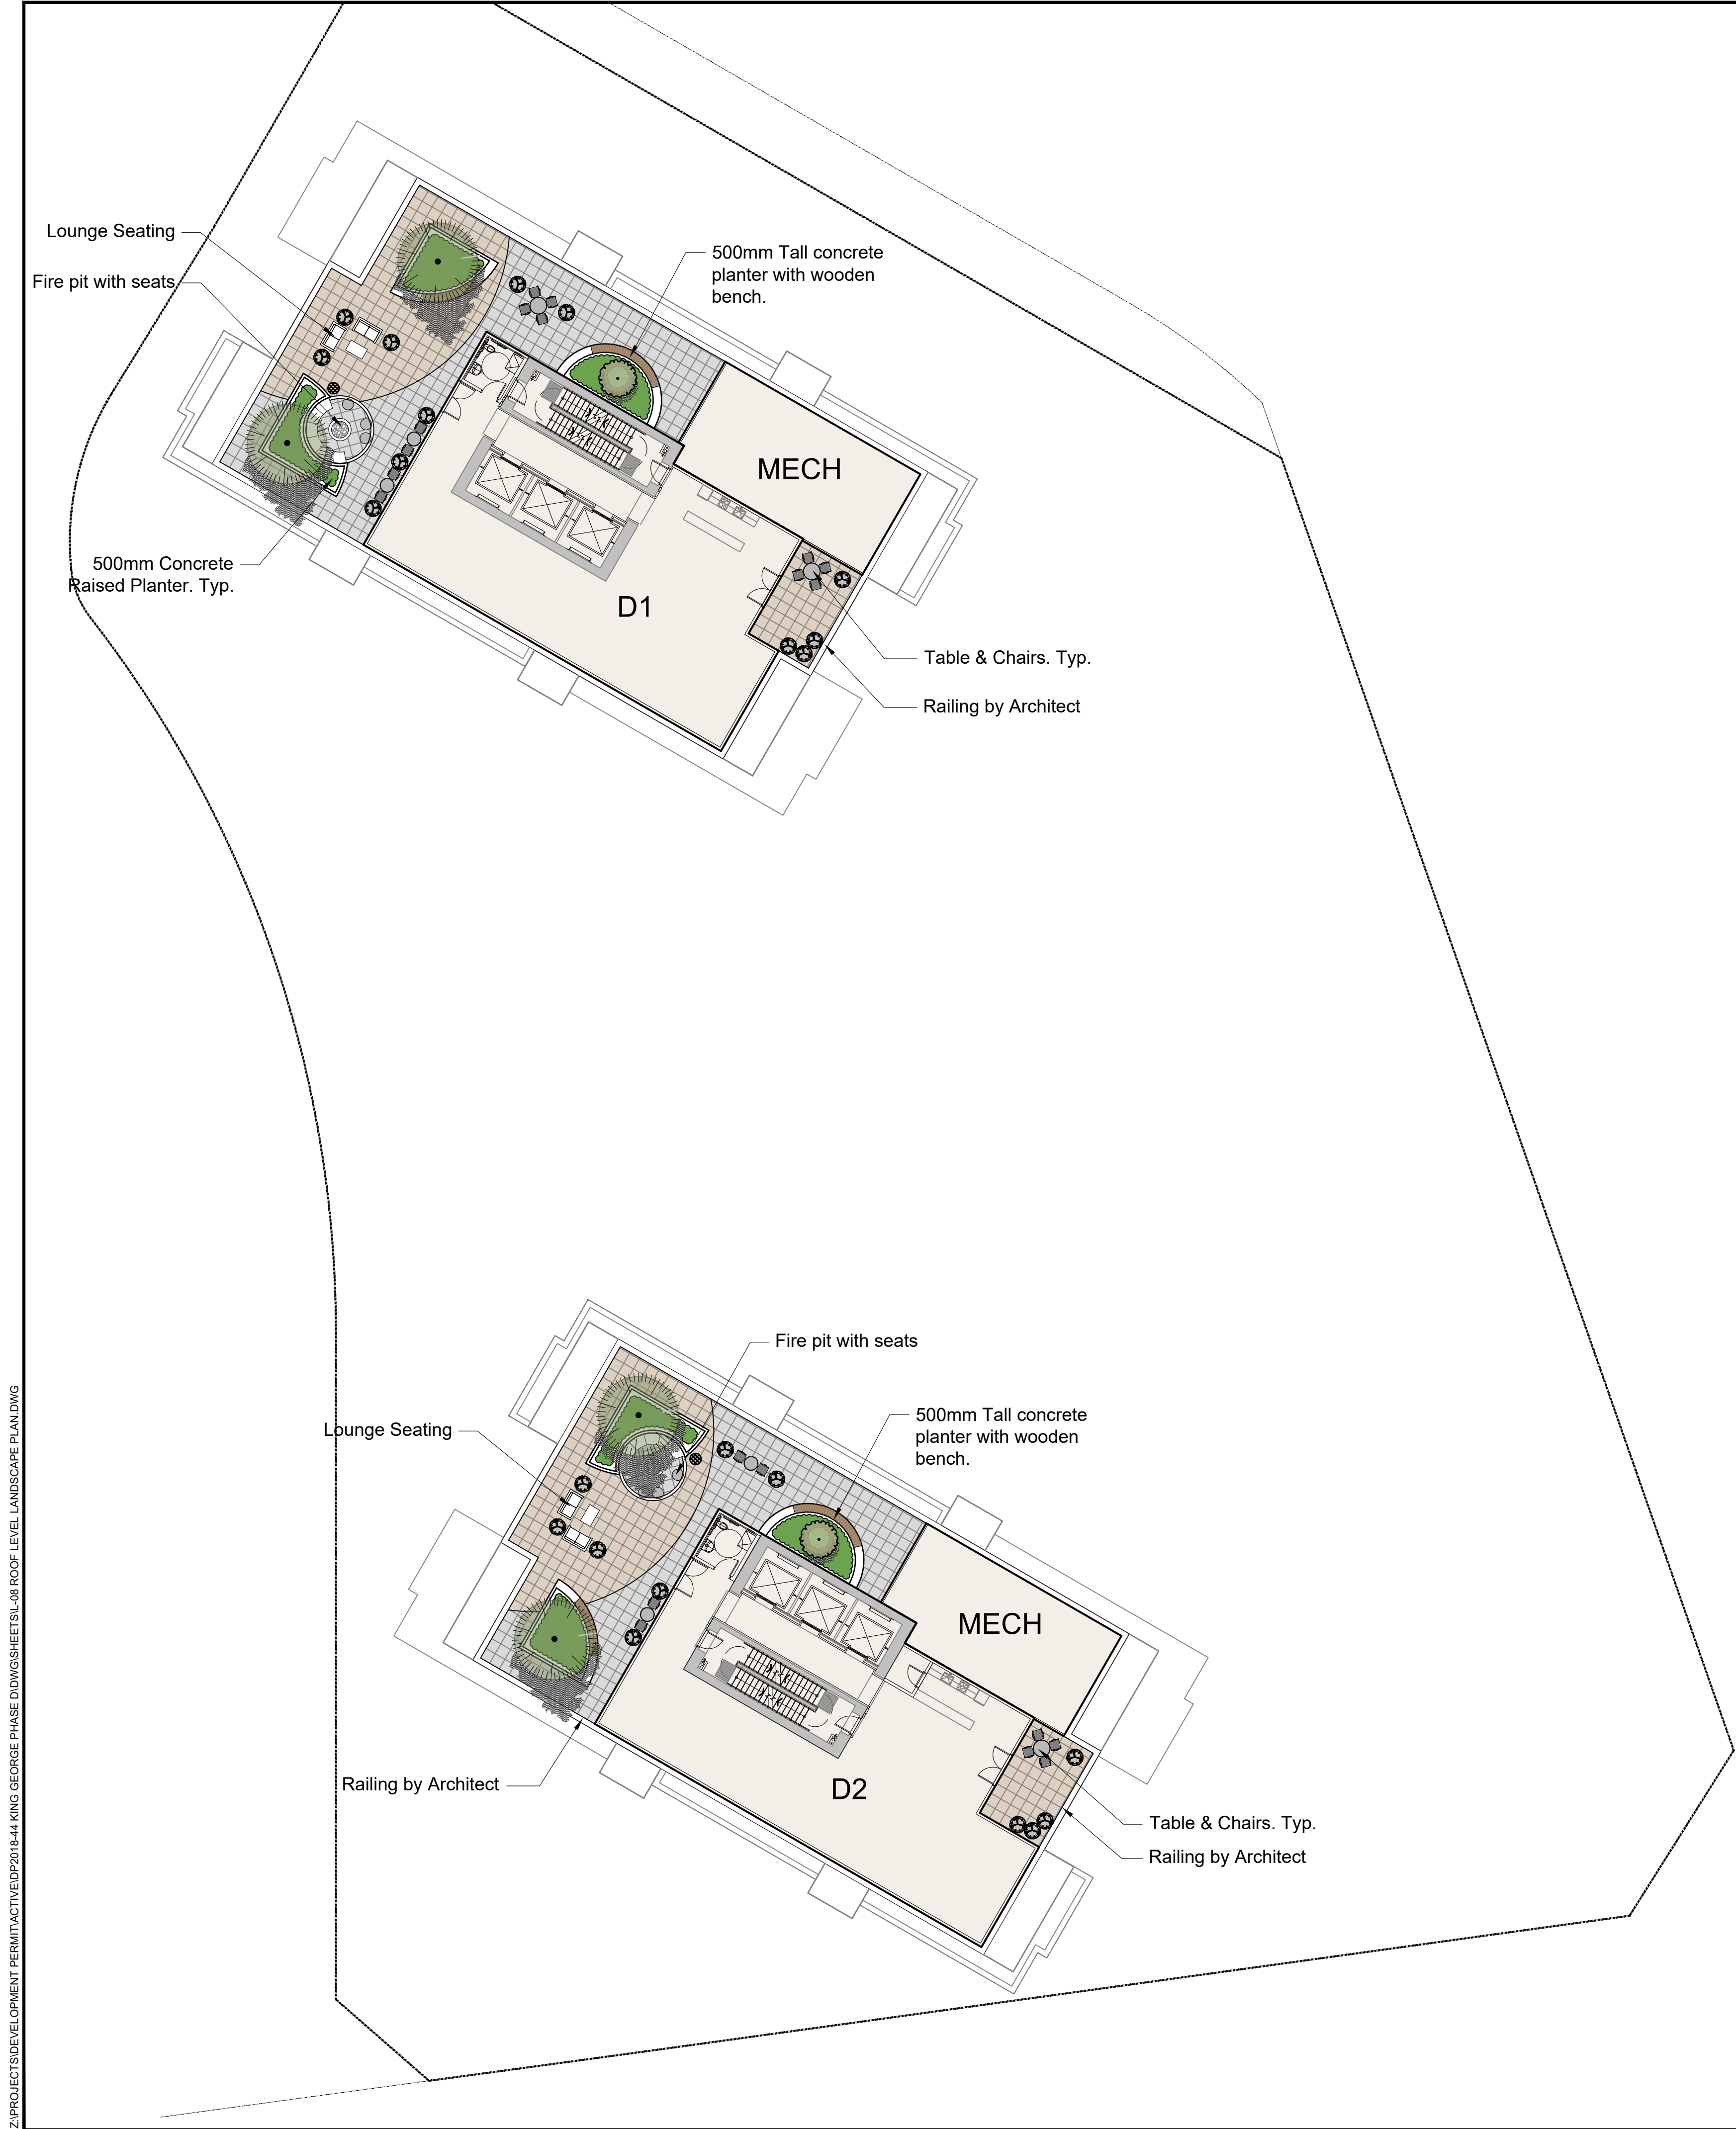 Lounge Seating
Fire pit with seats
500mm Tall concrete
planter with wooden
bench.
MECH
500mm Concrete
Raised Planter. Typ.
D1
Table & Chairs. Typ.
Railing by Architect
Fire pit with seats
Lounge Seating
500mm Tall concrete
planter with wooden
bench.
MECH
Railing by Architect
D2
Table & Chairs. Typ.
Railing by Architect
Z:\PROJECTS\DEVELOPMENT PERMIT\ACTIVE\DP2018-44 KING GEORGE PHASE D\DWG\SHEETS\L-08 ROOF LEVEL LANDSCAPE PLAN.DWG